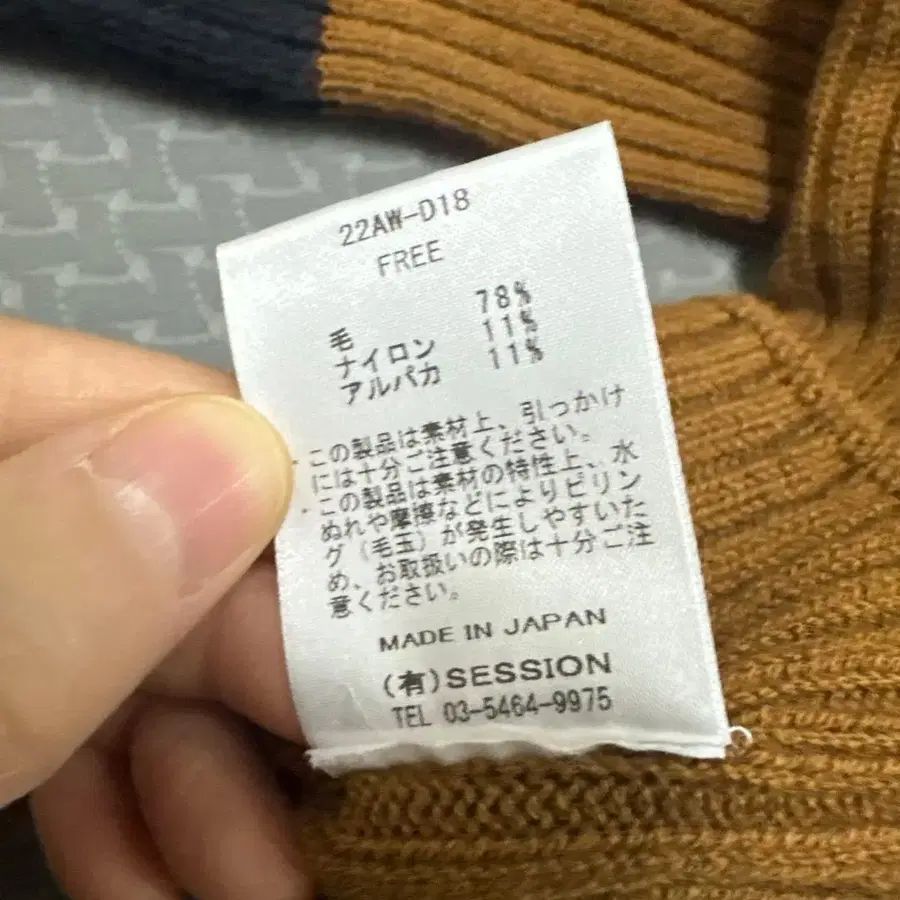 22AW-D18
FREE
毛 78%
ナイロン 11%
アルパカ 11%
・この製品は素材上、引っかけ
には十分ご注意ください。
・この製品は素材の特性上、水
ぬれや摩擦などによりピリン
グ（毛玉）が発生しやすいた
め、お取扱いの際は十分ご注
意ください。
MADE IN JAPAN
(有)SESSION
TEL 03-5464-9975